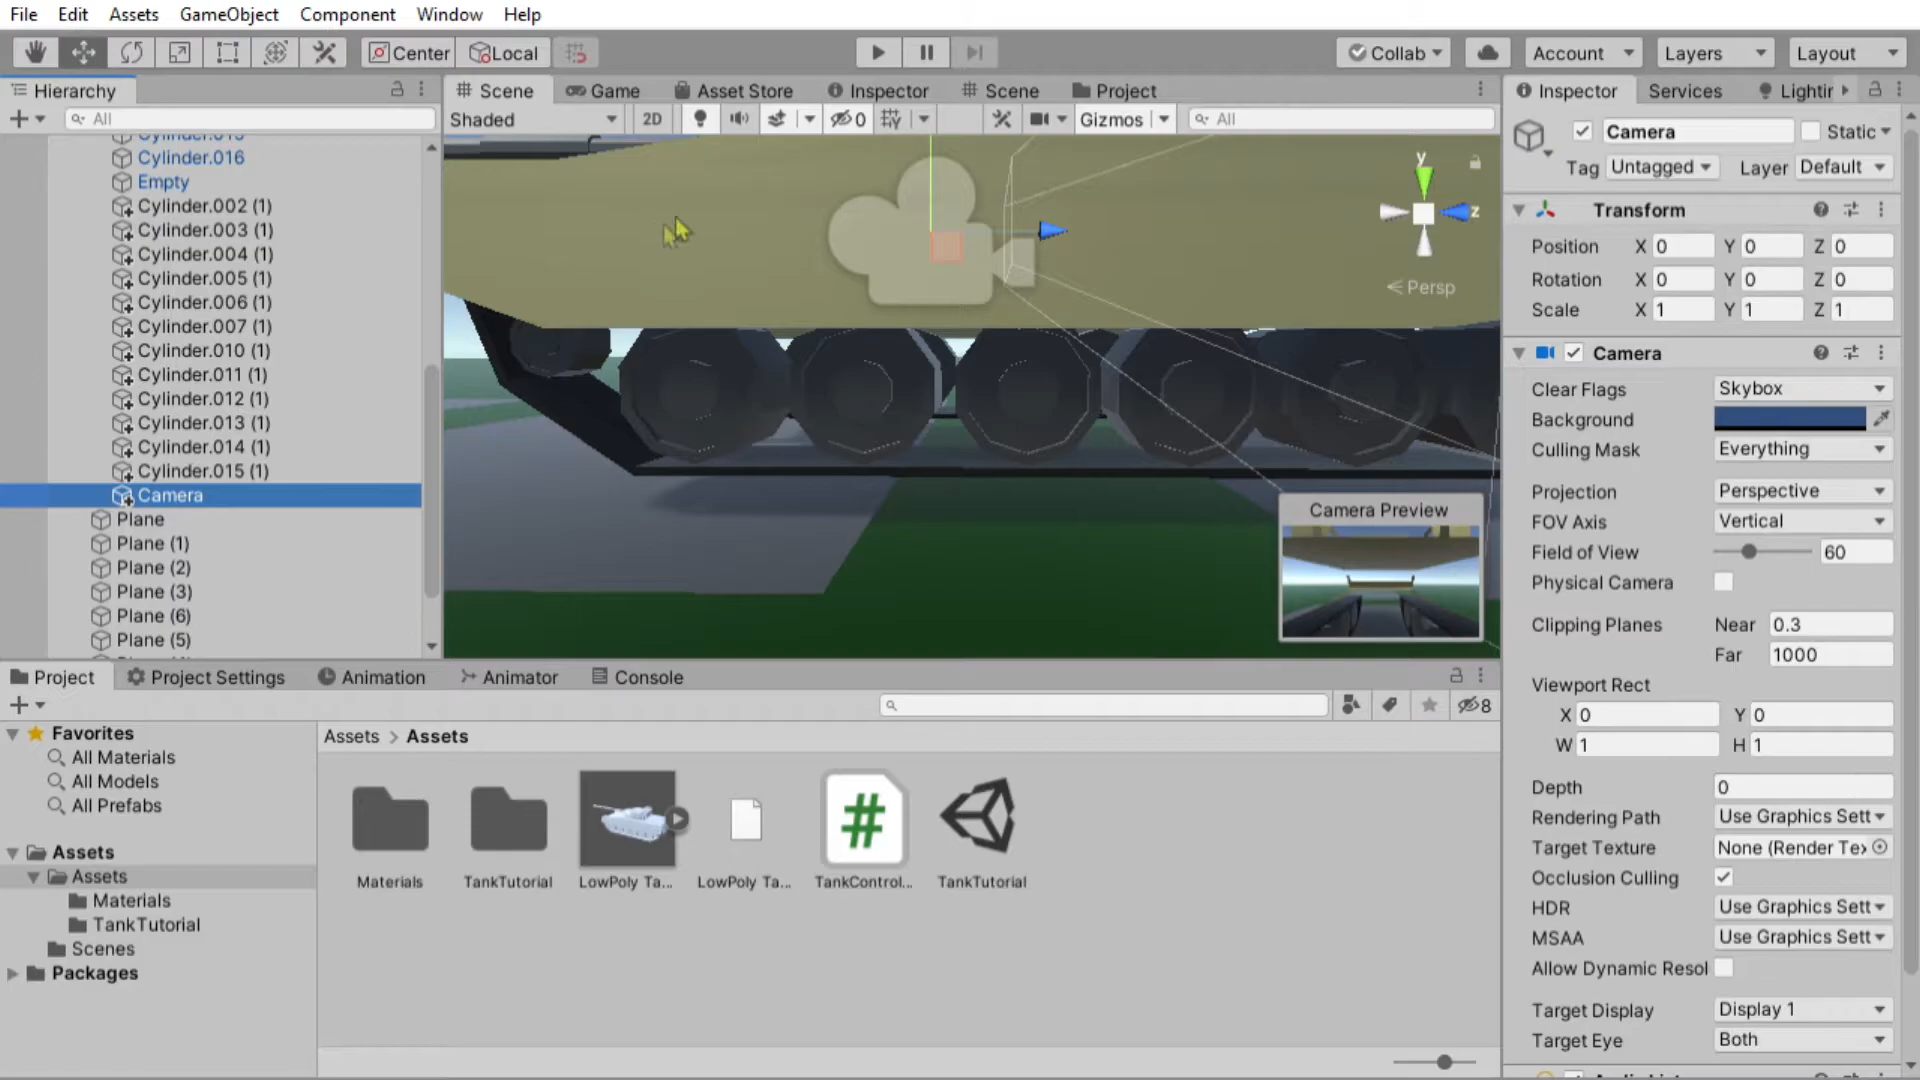 File Edit Assets GameObject Component Window Help
Center Local Collab Account Layers Layout
Hierarchy
All
Cylinder.016
Empty
Cylinder.002 (1)
Cylinder.003 (1)
Cylinder.004 (1)
Cylinder.005 (1)
Cylinder.006 (1)
Cylinder.007 (1)
Cylinder.010 (1)
Cylinder.011 (1)
Cylinder.012 (1)
Cylinder.013 (1)
Cylinder.014 (1)
Cylinder.015 (1)
Camera
Plane
Plane (1)
Plane (2)
Plane (3)
Plane (6)
Plane (5)
Scene Game Asset Store Inspector Scene Project
Shaded 2D 0 Gizmos All
y
z
Persp
Camera Preview
Inspector Services Lightin
Camera Static
Tag Untagged Layer Default
Transform
Position X 0 Y 0 Z 0
Rotation X 0 Y 0 Z 0
Scale X 1 Y 1 Z 1
Camera
Clear Flags Skybox
Background
Culling Mask Everything
Projection Perspective
FOV Axis Vertical
Field of View 60
Physical Camera
Clipping Planes Near 0.3
Far 1000
Viewport Rect
X 0 Y 0
W 1 H 1
Depth 0
Rendering Path Use Graphics Sett
Target Texture None (Render Tex
Occlusion Culling
HDR Use Graphics Sett
MSAA Use Graphics Sett
Allow Dynamic Resol
Target Display Display 1
Target Eye Both
Project Project Settings Animation Animator Console
8
Favorites
All Materials
All Models
All Prefabs
Assets
Assets
Materials
TankTutorial
Scenes
Packages
Assets > Assets
Materials TankTutorial LowPoly Ta... LowPoly Ta... TankControl... TankTutorial